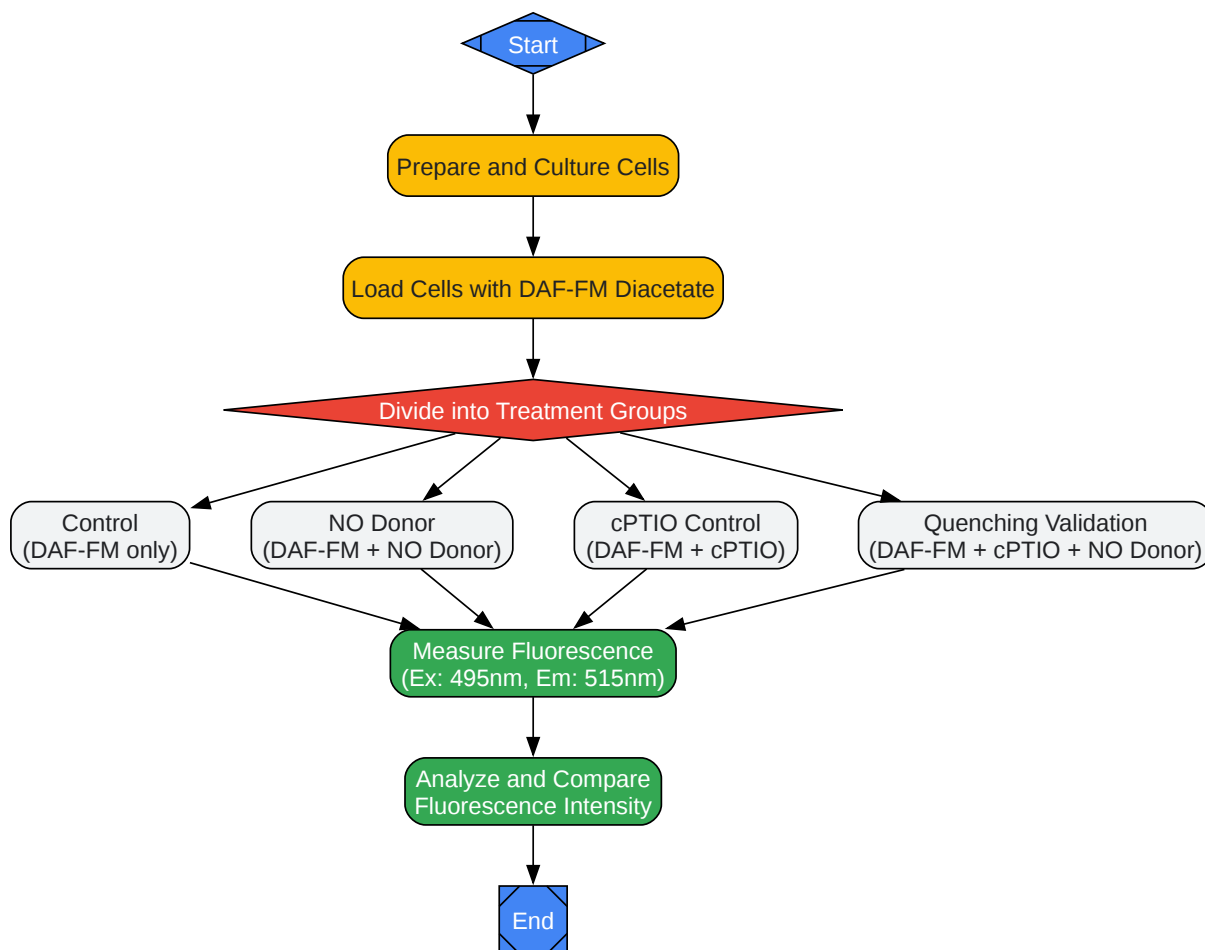 Start
Prepare and Culture Cells
Load Cells with DAF-FM Diacetate
Divide into Treatment Groups
Control
(DAF-FM only)
NO Donor
(DAF-FM + NO Donor)
cPTIO Control
(DAF-FM + cPTIO)
Quenching Validation
(DAF-FM + cPTIO + NO Donor)
Measure Fluorescence
(Ex: 495nm, Em: 515nm)
Analyze and Compare
Fluorescence Intensity
End